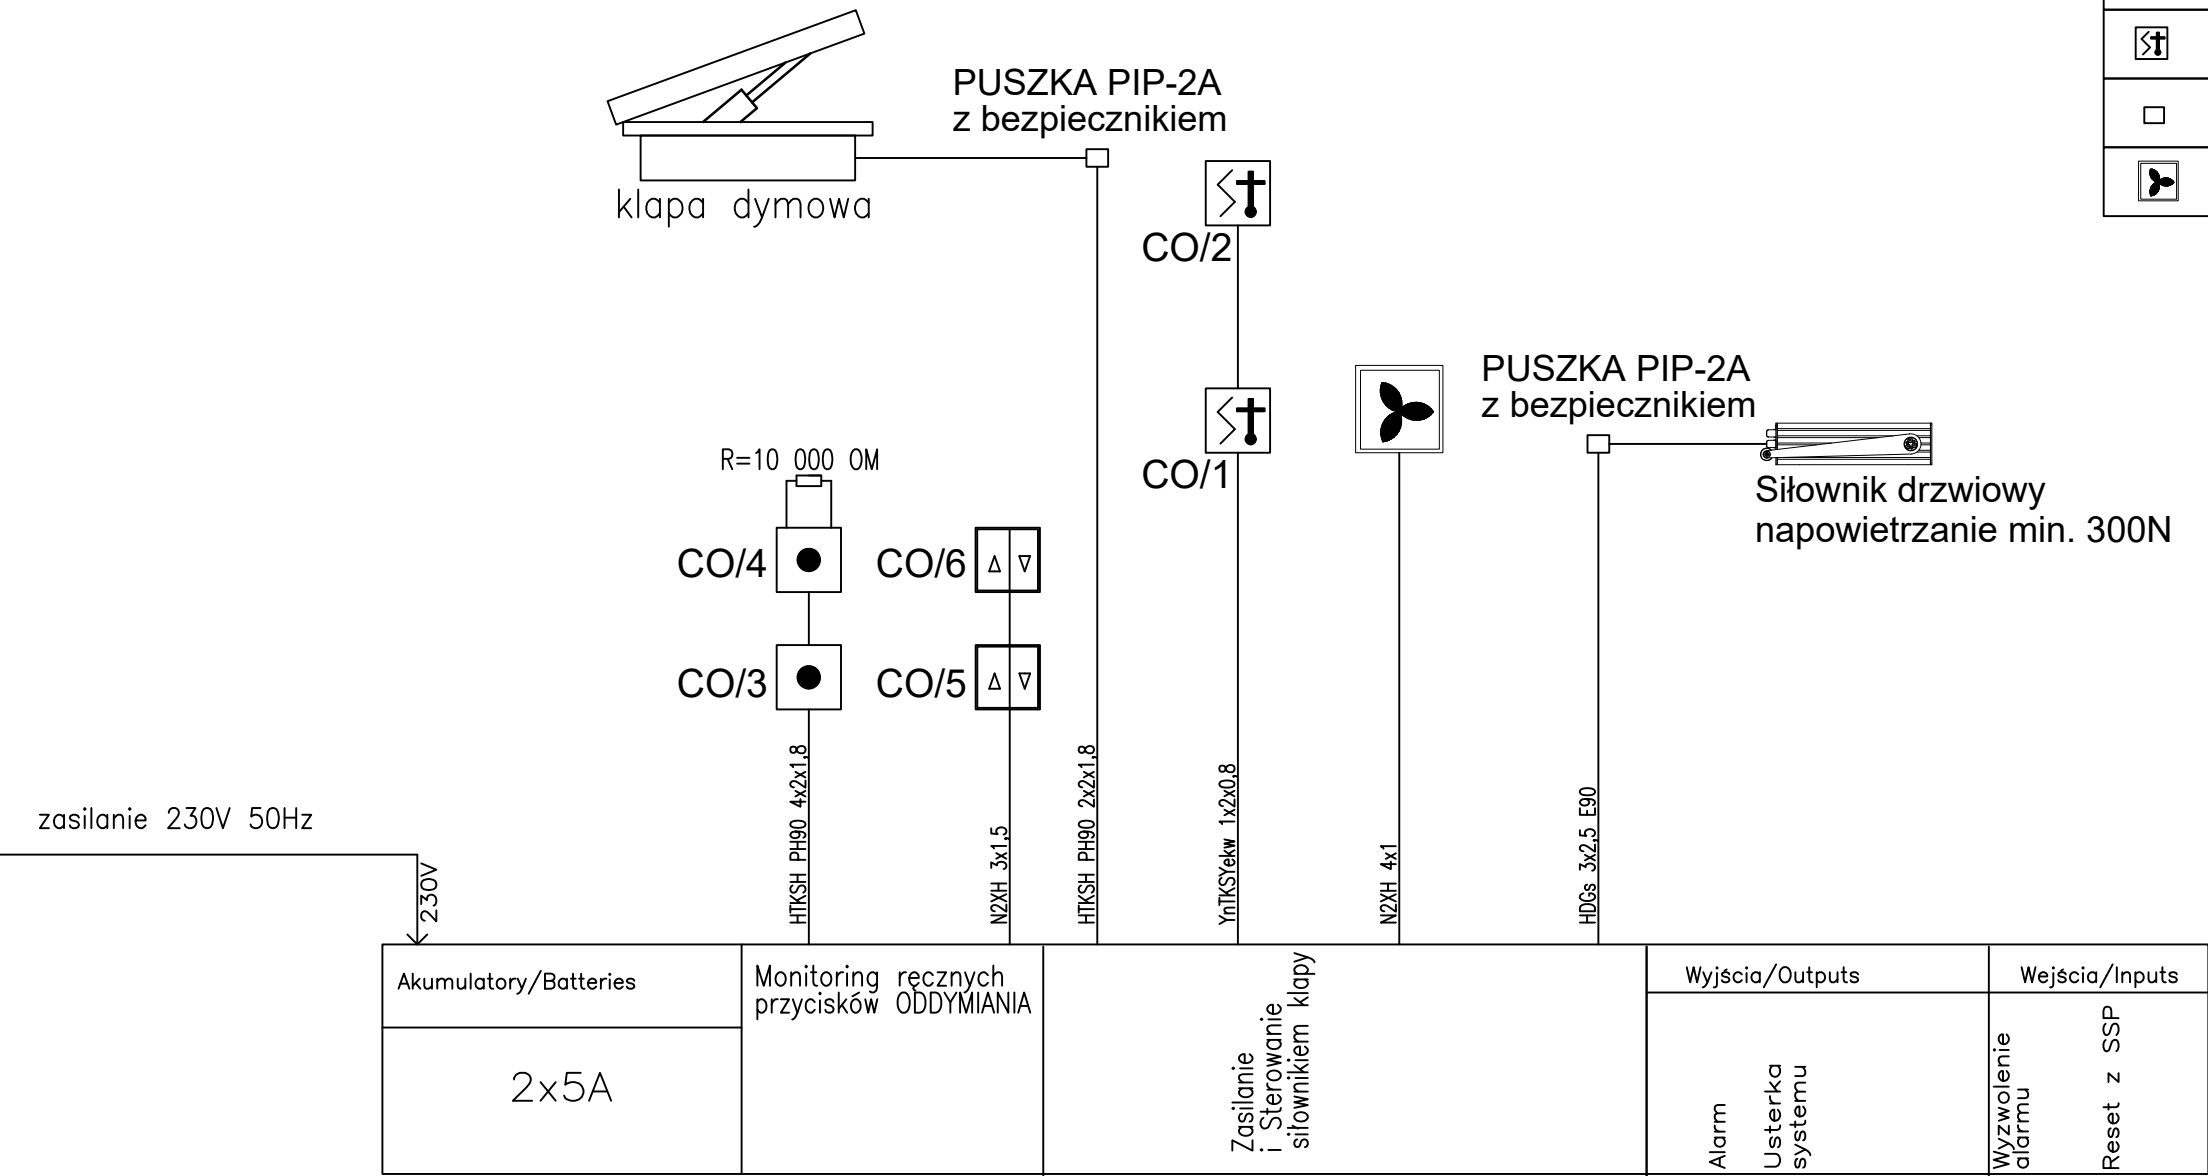 PUSZKA PIP-2A
z bezpiecznikiem
klapa dymowa
CO/2
PUSZKA PIP-2A
z bezpiecznikiem
R=10 000 OM
CO/1
Siłownik drzwiowy
napowietrzanie min. 300N
CO/4
CO/6
CO/3
CO/5
zasilanie 230V 50Hz
230V
HTKSH PH90 4x2x1,8
N2XH 3x1,5
HTKSH PH90 2x2x1,8
YnTKSYekw 1x2x0,8
N2XH 4x1
HDGs 3x2,5 E90
Akumulatory/Batteries
2x5A
Monitoring ręcznych
przycisków ODDYMIANIA
Zasilanie
i Sterowanie
siłownikiem klapy
Wyjścia/Outputs
Alarm
Usterka
systemu
Wejścia/Inputs
Wyzwolenie
alarmu
Reset z SSP